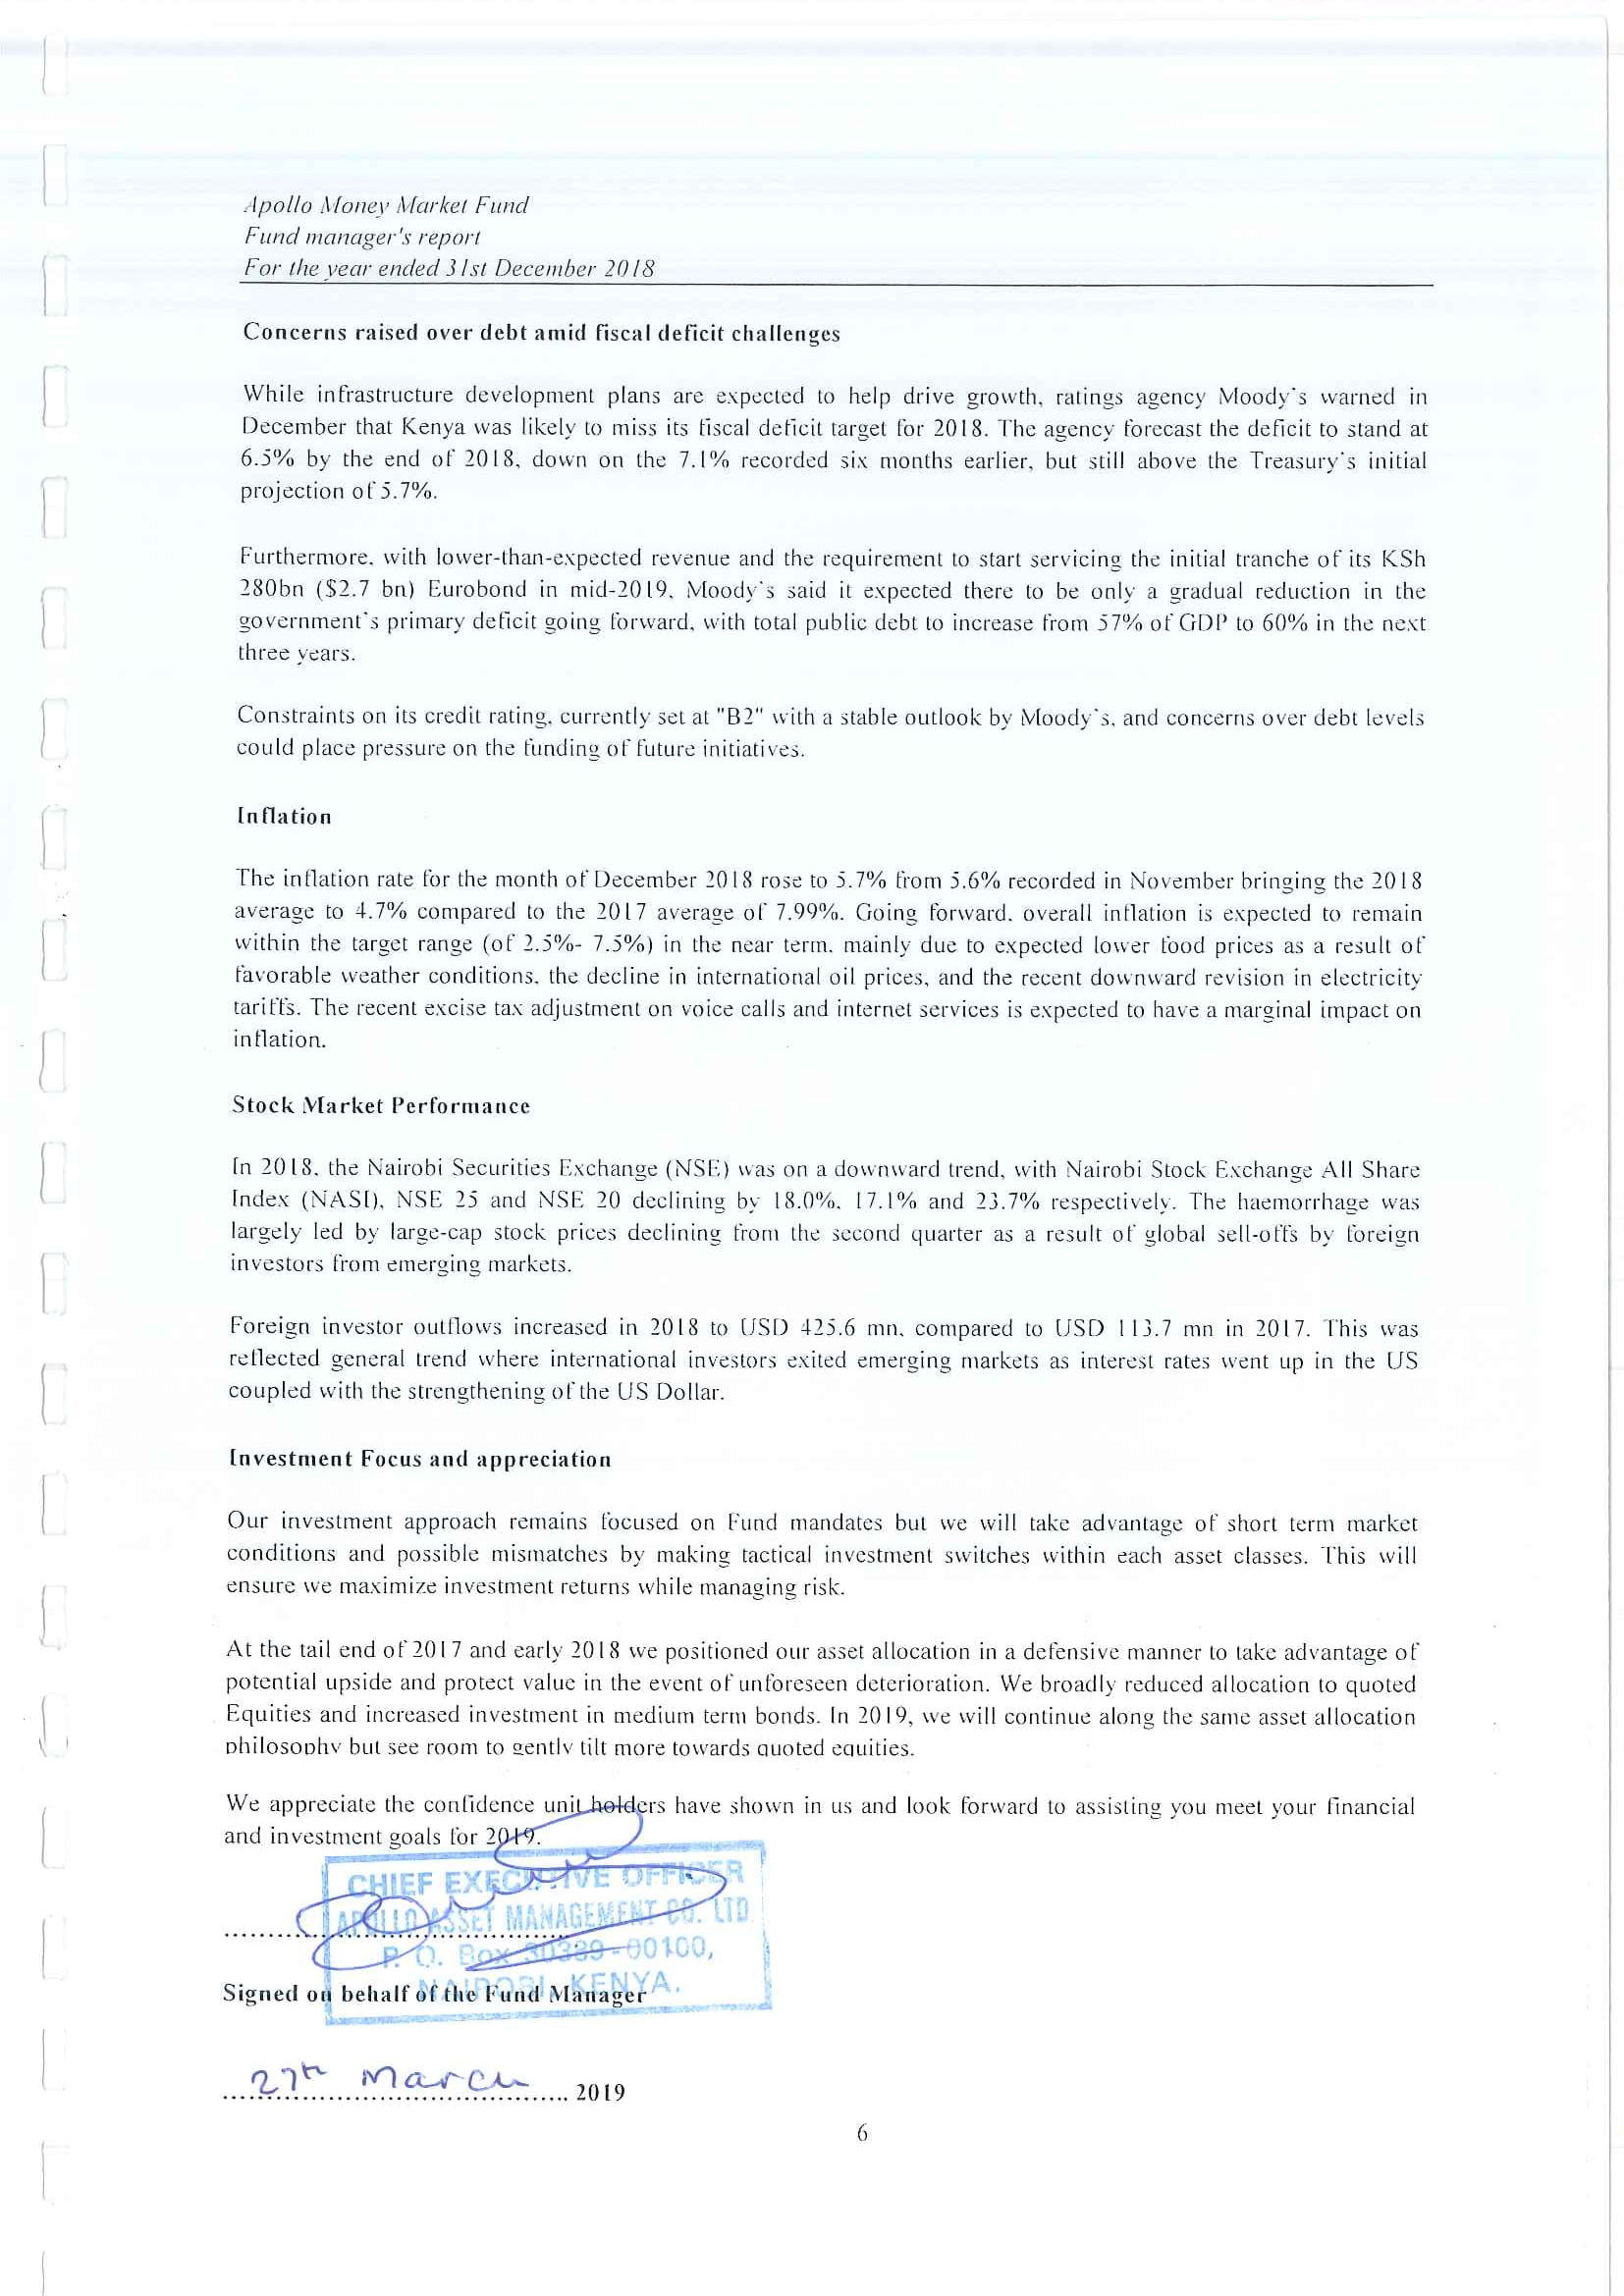 Apollo Money Market Fund
Fund manager's report
For the year ended 31st December 2018
Concerns raised over debt amid fiscal deficit challenges
While infrastructure development plans are expected to help drive growth, ratings agency Moody's warned in
December that Kenya was likely to miss its fiscal deficit target for 2018. The agency forecast the deficit to stand at
6.5% by the end of 2018, down on the 7.1% recorded six months earlier, but still above the Treasury's initial
projection of 5.7%.
Furthermore, with lower-than-expected revenue and the requirement to start servicing the initial tranche of its KSh
280bn ($2.7 bn) Eurobond in mid-2019, Moody's said it expected there to be only a gradual reduction in the
government's primary deficit going forward, with total public debt to increase from 57% of GDP to 60% in the next
three years.
Constraints on its credit rating, currently set at "B2" with a stable outlook by Moody's, and concerns over debt levels
could place pressure on the funding of future initiatives.
Inflation
The inflation rate for the month of December 2018 rose to 5.7% from 5.6% recorded in November bringing the 2018
average to 4.7% compared to the 2017 average of 7.99%. Going forward, overall inflation is expected to remain
within the target range (of 2.5%- 7.5%) in the near term, mainly due to expected lower food prices as a result of
favorable weather conditions, the decline in international oil prices, and the recent downward revision in electricity
tariffs. The recent excise tax adjustment on voice calls and internet services is expected to have a marginal impact on
inflation.
Stock Market Performance
In 2018, the Nairobi Securities Exchange (NSE) was on a downward trend, with Nairobi Stock Exchange All Share
Index (NASI), NSE 25 and NSE 20 declining by 18.0%, 17.1% and 23.7% respectively. The haemorrhage was
largely led by large-cap stock prices declining from the second quarter as a result of global sell-offs by foreign
investors from emerging markets.
Foreign investor outflows increased in 2018 to USD 425.6 mn, compared to USD 113.7 mn in 2017. This was
reflected general trend where international investors exited emerging markets as interest rates went up in the US
coupled with the strengthening of the US Dollar.
Investment Focus and appreciation
Our investment approach remains focused on Fund mandates but we will take advantage of short term market
conditions and possible mismatches by making tactical investment switches within each asset classes. This will
ensure we maximize investment returns while managing risk.
At the tail end of 2017 and early 2018 we positioned our asset allocation in a defensive manner to take advantage of
potential upside and protect value in the event of unforeseen deterioration. We broadly reduced allocation to quoted
Equities and increased investment in medium term bonds. In 2019, we will continue along the same asset allocation
philosophy but see room to gently tilt more towards quoted equities.
We appreciate the confidence unit holders have shown in us and look forward to assisting you meet your financial
and investment goals for 2019.
CHIEF EXECUTIVE OFFICER
APOLLO ASSET MANAGEMENT CO. LTD
P. O. Box 30389-00100,
NAIROBI, KENYA.
Signed on behalf of the Fund Manager
27th March 2019
6